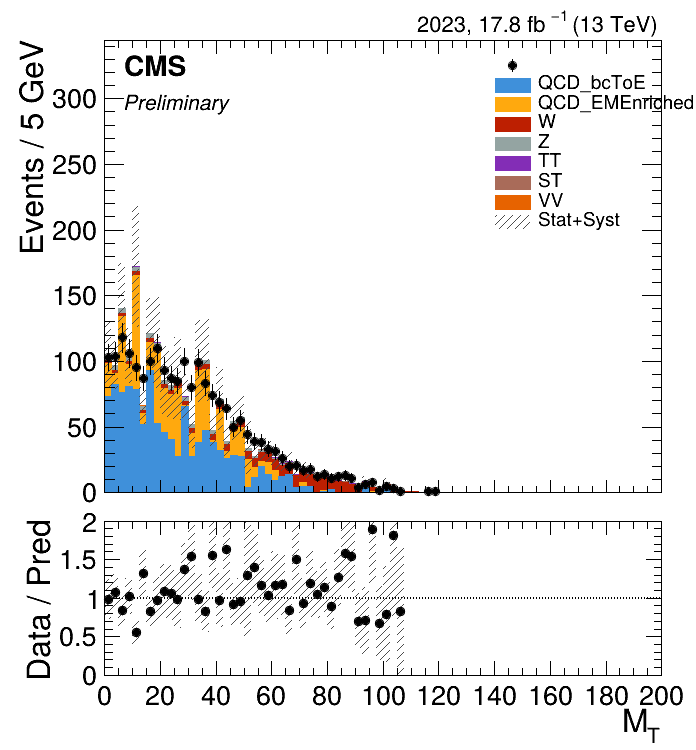 2023, 17.8 fb⁻¹ (13 TeV)
CMS
Preliminary
QCD_bcToE
QCD_EMEnriched
W
Z
TT
ST
VV
Stat+Syst
Events / 5 GeV
300
250
200
150
100
50
0
Data / Pred
2
1.5
1
0.5
0
0 20 40 60 80 100 120 140 160 180 200
M_T